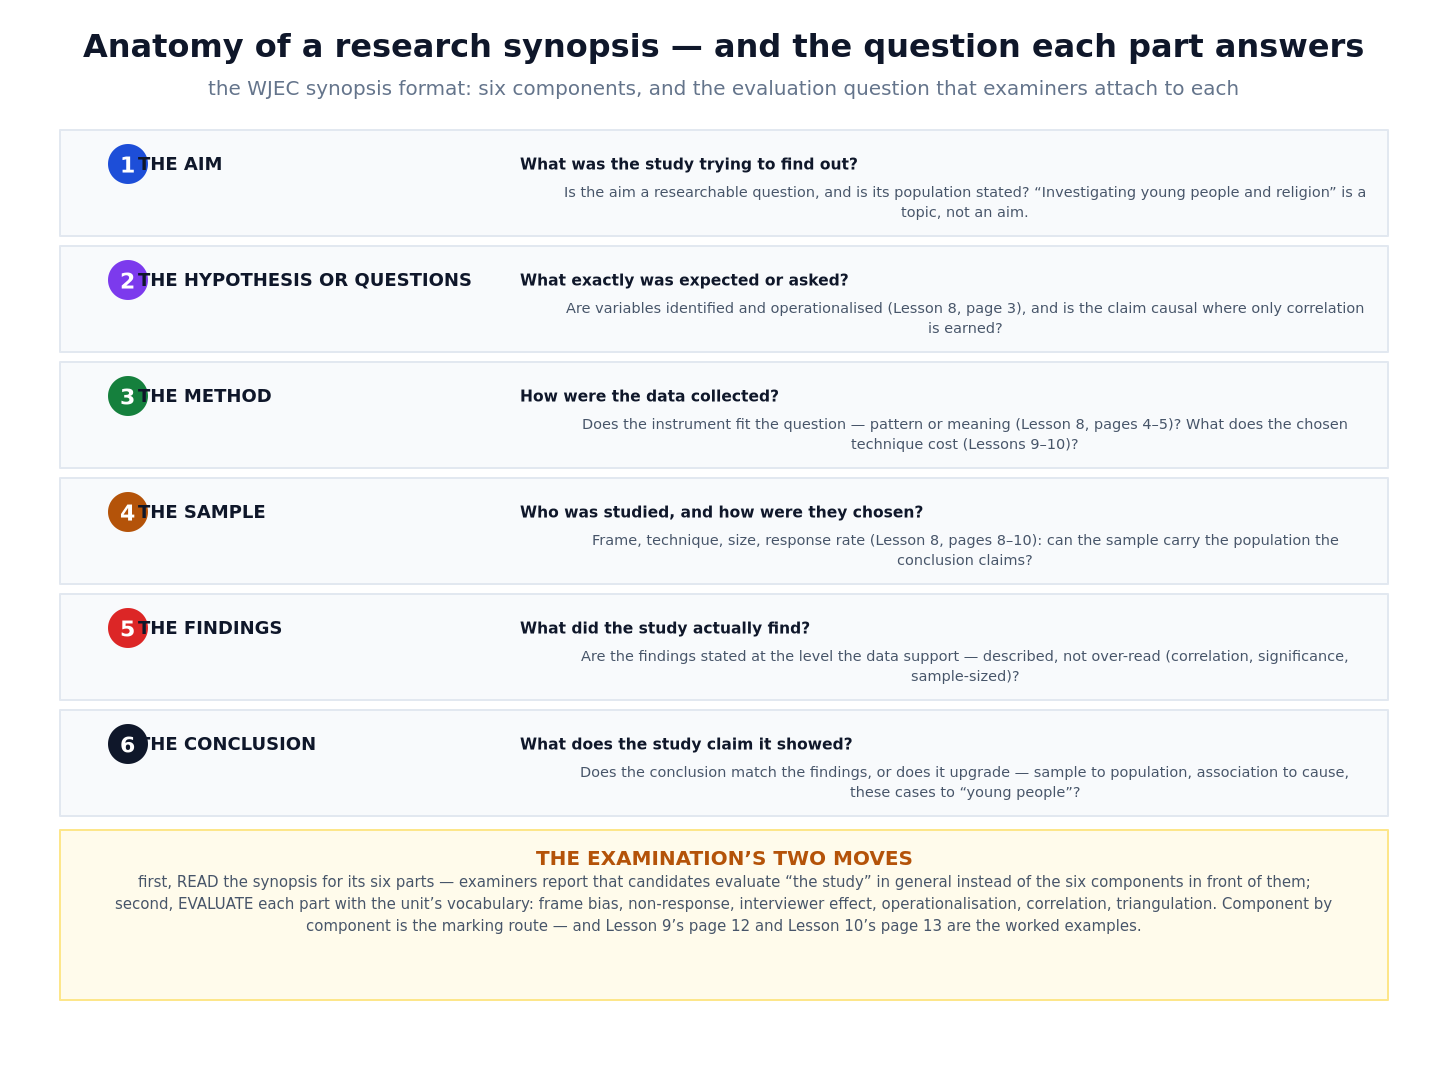 Anatomy of a research synopsis — and the question each part answers
the WJEC synopsis format: six components, and the evaluation question that examiners attach to each
1 THE AIM
What was the study trying to find out?
Is the aim a researchable question, and is its population stated? “Investigating young people and religion” is a
topic, not an aim.
2 THE HYPOTHESIS OR QUESTIONS
What exactly was expected or asked?
Are variables identified and operationalised (Lesson 8, page 3), and is the claim causal where only correlation
is earned?
3 THE METHOD
How were the data collected?
Does the instrument fit the question — pattern or meaning (Lesson 8, pages 4–5)? What does the chosen
technique cost (Lessons 9–10)?
4 THE SAMPLE
Who was studied, and how were they chosen?
Frame, technique, size, response rate (Lesson 8, pages 8–10): can the sample carry the population the
conclusion claims?
5 THE FINDINGS
What did the study actually find?
Are the findings stated at the level the data support — described, not over-read (correlation, significance,
sample-sized)?
6 THE CONCLUSION
What does the study claim it showed?
Does the conclusion match the findings, or does it upgrade — sample to population, association to cause,
these cases to “young people”?
THE EXAMINATION’S TWO MOVES
first, READ the synopsis for its six parts — examiners report that candidates evaluate “the study” in general instead of the six components in front of them;
second, EVALUATE each part with the unit’s vocabulary: frame bias, non-response, interviewer effect, operationalisation, correlation, triangulation. Component by
component is the marking route — and Lesson 9’s page 12 and Lesson 10’s page 13 are the worked examples.